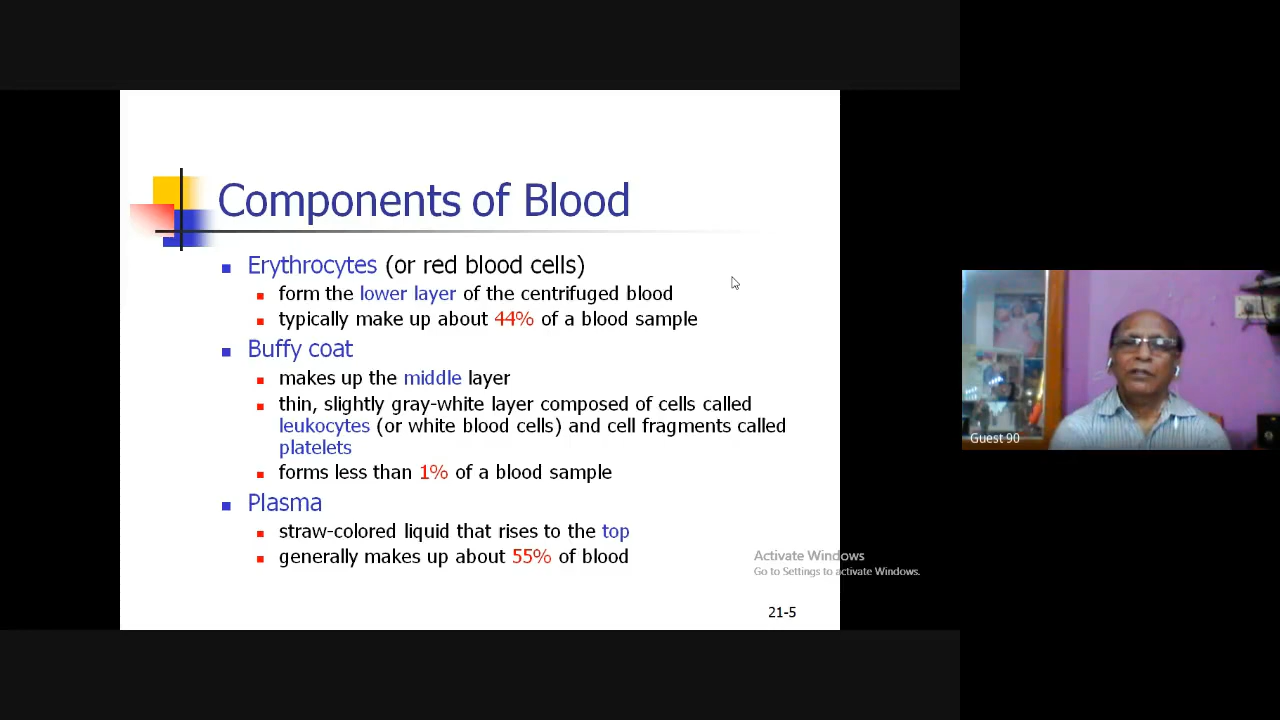 Components of Blood
Erythrocytes (or red blood cells)
form the lower layer of the centrifuged blood
typically make up about 44% of a blood sample
Buffy coat
makes up the middle layer
thin, slightly gray-white layer composed of cells called
leukocytes (or white blood cells) and cell fragments called
platelets
forms less than 1% of a blood sample
Plasma
straw-colored liquid that rises to the top
generally makes up about 55% of blood
21-5
Activate Windows
Go to Settings to activate Windows.
Guest 90